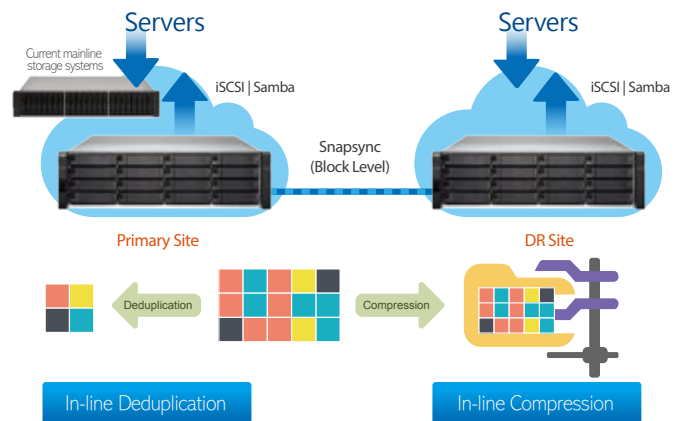 Servers
Servers
Current mainline
storage systems
iSCSI | Samba
iSCSI | Samba
Snapsync
(Block Level)
Primary Site
DR Site
Deduplication
Compression
In-line Deduplication
In-line Compression